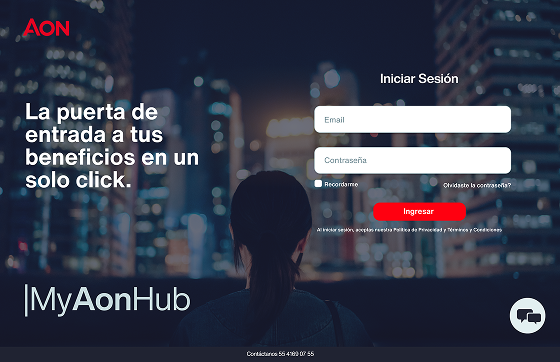 AON
Iniciar Sesión
La puerta de
entrada a tus
beneficios en un
solo click.
Email
Contraseña
Recordarme
Olvidaste la contraseña?
Ingresar
Al iniciar sesión, aceptas nuestra Política de Privacidad y Términos y Condiciones
|MyAonHub
Contáctanos 55 4169 07 55